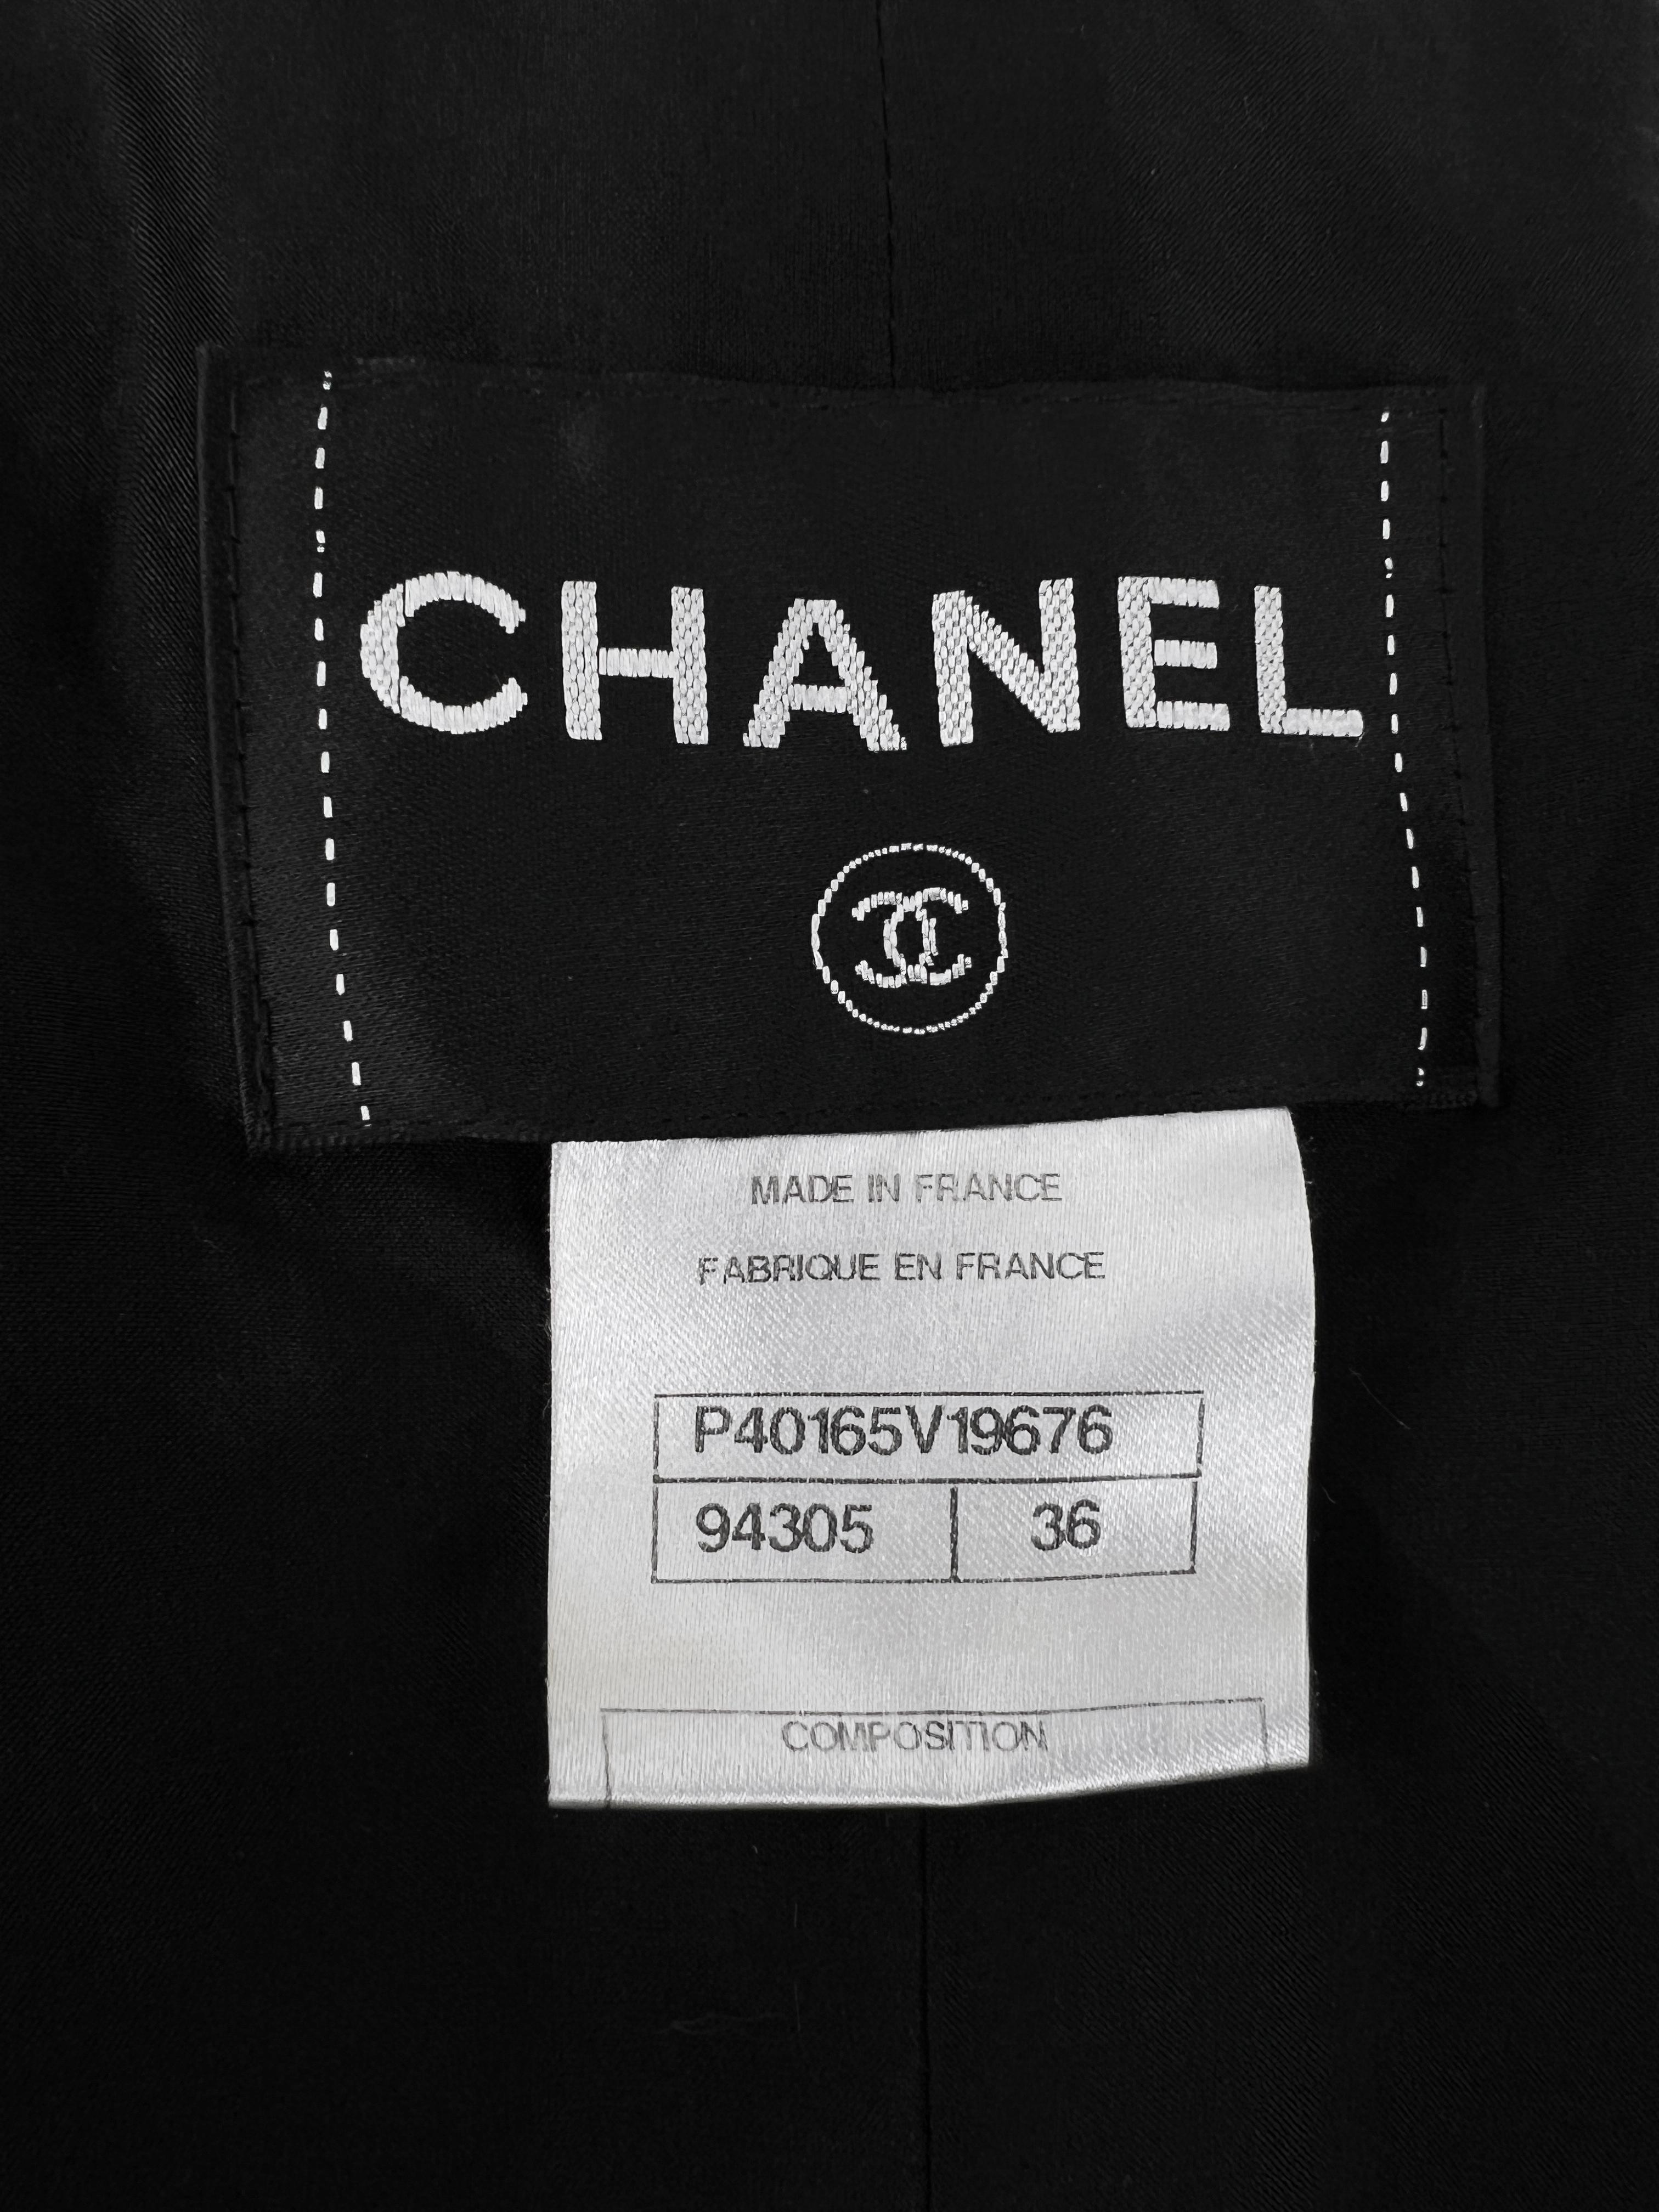 CHANEL
MADE IN FRANCE
FABRIQUE EN FRANCE
P40165V19676
94305 36
COMPOSITION